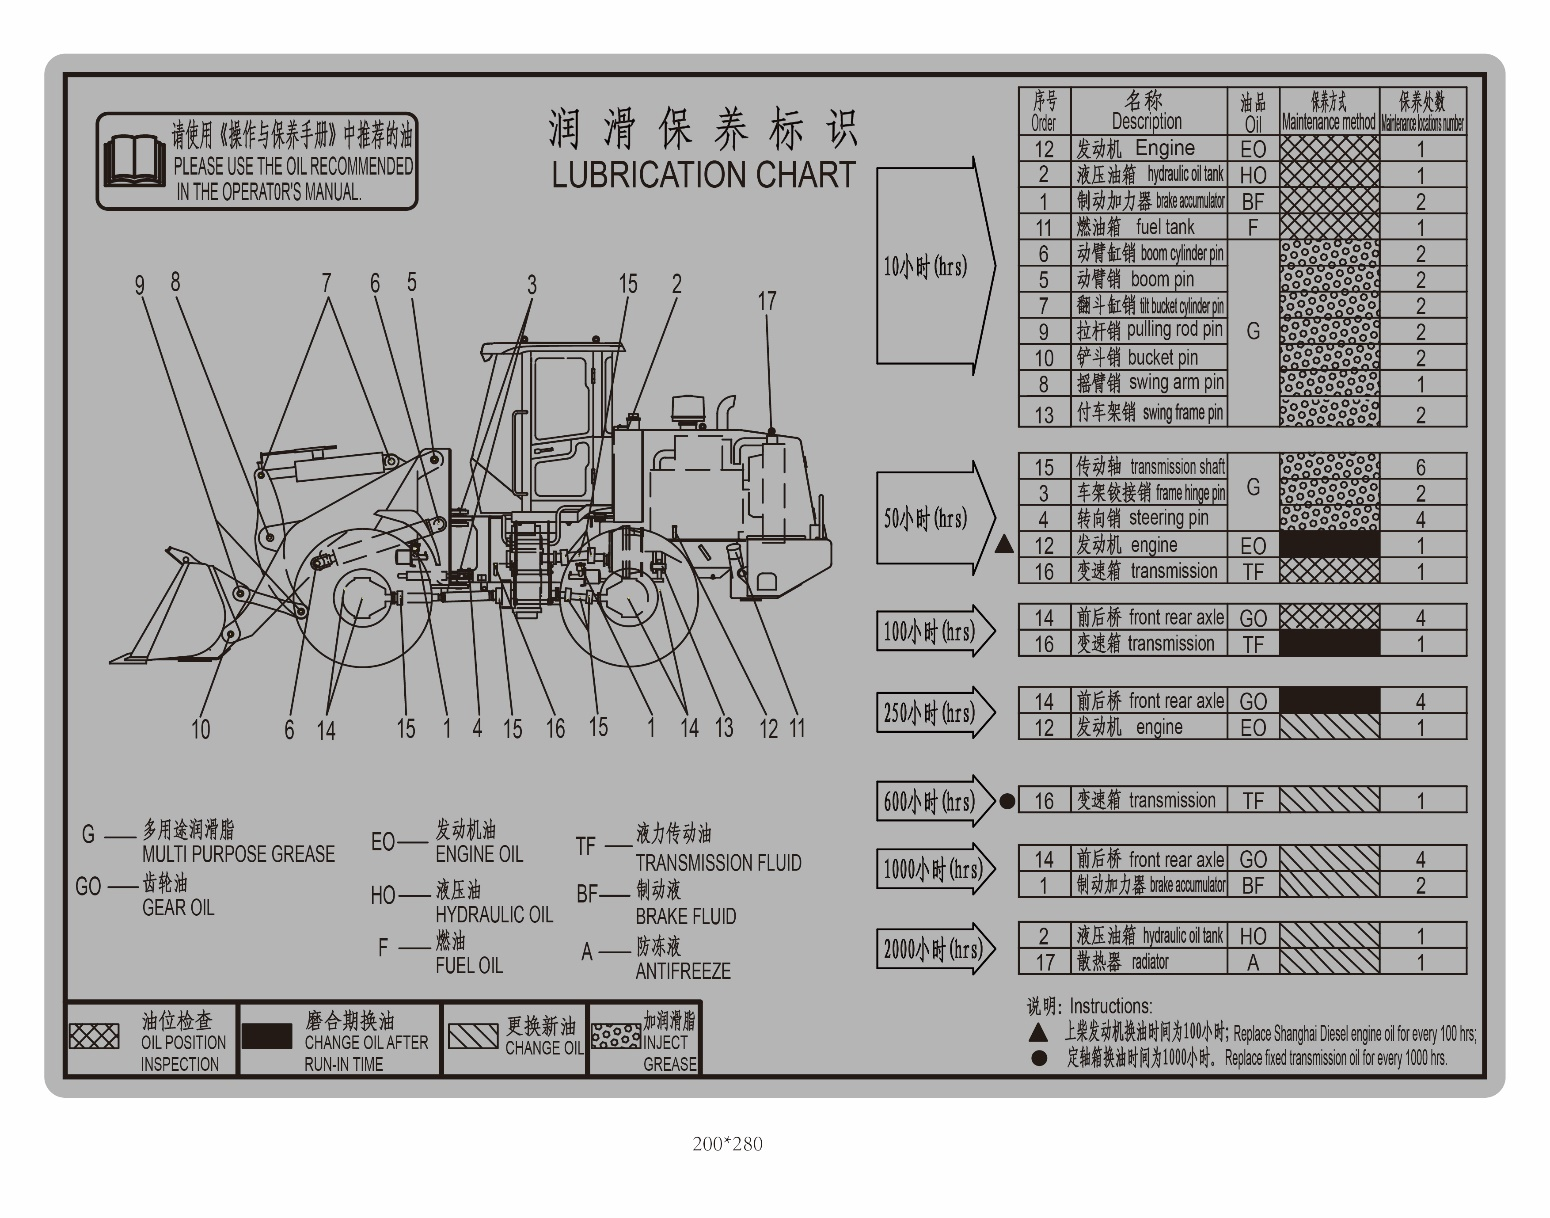 请使用《操作与保养手册》中推荐的油
PLEASE USE THE OIL RECOMMENDED
IN THE OPERATOR'S MANUAL.
润滑保养标识
LUBRICATION CHART
9 8 7 6 5 3 15 2 17
10 6 14 15 1 4 15 16 15 1 14 13 12 11
G — 多用途润滑脂
MULTI PURPOSE GREASE
GO — 齿轮油
GEAR OIL
EO — 发动机油
ENGINE OIL
HO — 液压油
HYDRAULIC OIL
F — 燃油
FUEL OIL
TF — 液力传动油
TRANSMISSION FLUID
BF — 制动液
BRAKE FLUID
A — 防冻液
ANTIFREEZE
油位检查
OIL POSITION
INSPECTION
磨合期换油
CHANGE OIL AFTER
RUN-IN TIME
更换新油
CHANGE OIL
加润滑脂
INJECT
GREASE
序号 名称 油品 保养方式 保养处数
Order Description Oil Maintenance method Maintenance locations number
10小时(hrs)
12 发动机 Engine EO 1
2 液压油箱 hydraulic oil tank HO 1
1 制动加力器 brake accumulator BF 2
11 燃油箱 fuel tank F 1
6 动臂缸销 boom cylinder pin 2
5 动臂销 boom pin 2
7 翻斗缸销 tilt bucket cylinder pin 2
9 拉杆销 pulling rod pin G 2
10 铲斗销 bucket pin 2
8 摇臂销 swing arm pin 1
13 付车架销 swing frame pin 2
50小时(hrs)
15 传动轴 transmission shaft 6
3 车架铰接销 frame hinge pin G 2
4 转向销 steering pin 4
▲ 12 发动机 engine EO 1
16 变速箱 transmission TF 1
100小时(hrs)
14 前后桥 front rear axle GO 4
16 变速箱 transmission TF 1
250小时(hrs)
14 前后桥 front rear axle GO 4
12 发动机 engine EO 1
600小时(hrs)
● 16 变速箱 transmission TF 1
1000小时(hrs)
14 前后桥 front rear axle GO 4
1 制动加力器 brake accumulator BF 2
2000小时(hrs)
2 液压油箱 hydraulic oil tank HO 1
17 散热器 radiator A 1
说明: Instructions:
▲ 上柴发动机换油时间为100小时; Replace Shanghai Diesel engine oil for every 100 hrs;
● 定轴箱换油时间为1000小时。 Replace fixed transmission oil for every 1000 hrs.
200*280